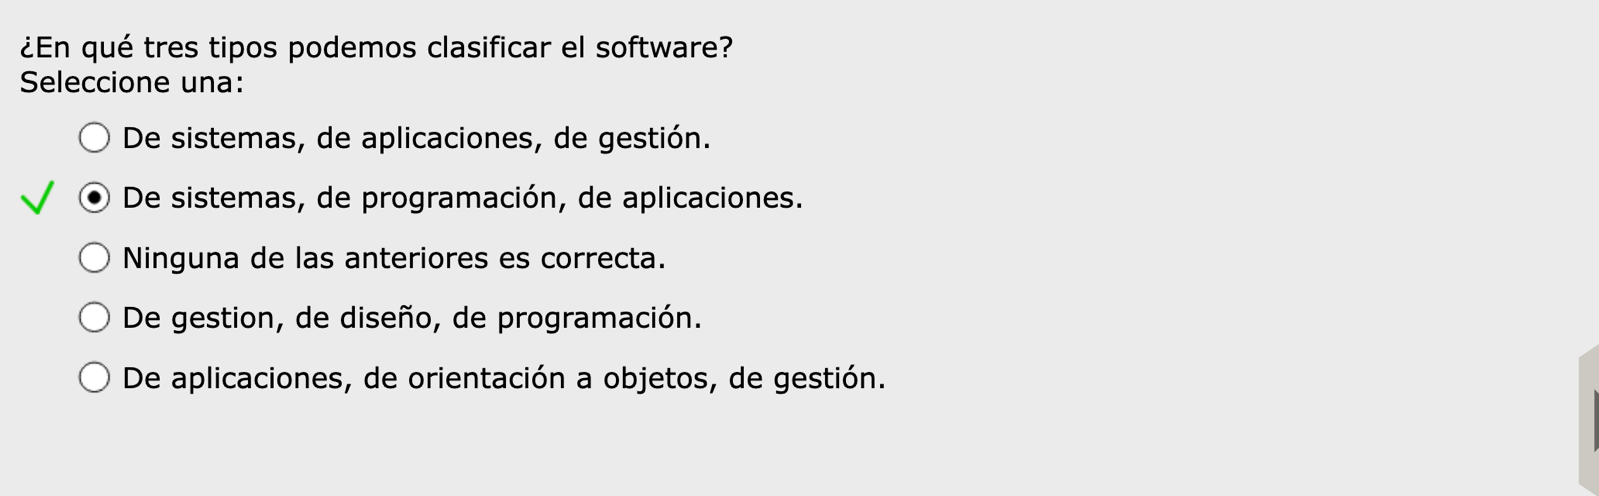 ¿En qué tres tipos podemos clasificar el software?
Seleccione una:
De sistemas, de aplicaciones, de gestión.
De sistemas, de programación, de aplicaciones.
Ninguna de las anteriores es correcta.
De gestion, de diseño, de programación.
De aplicaciones, de orientación a objetos, de gestión.